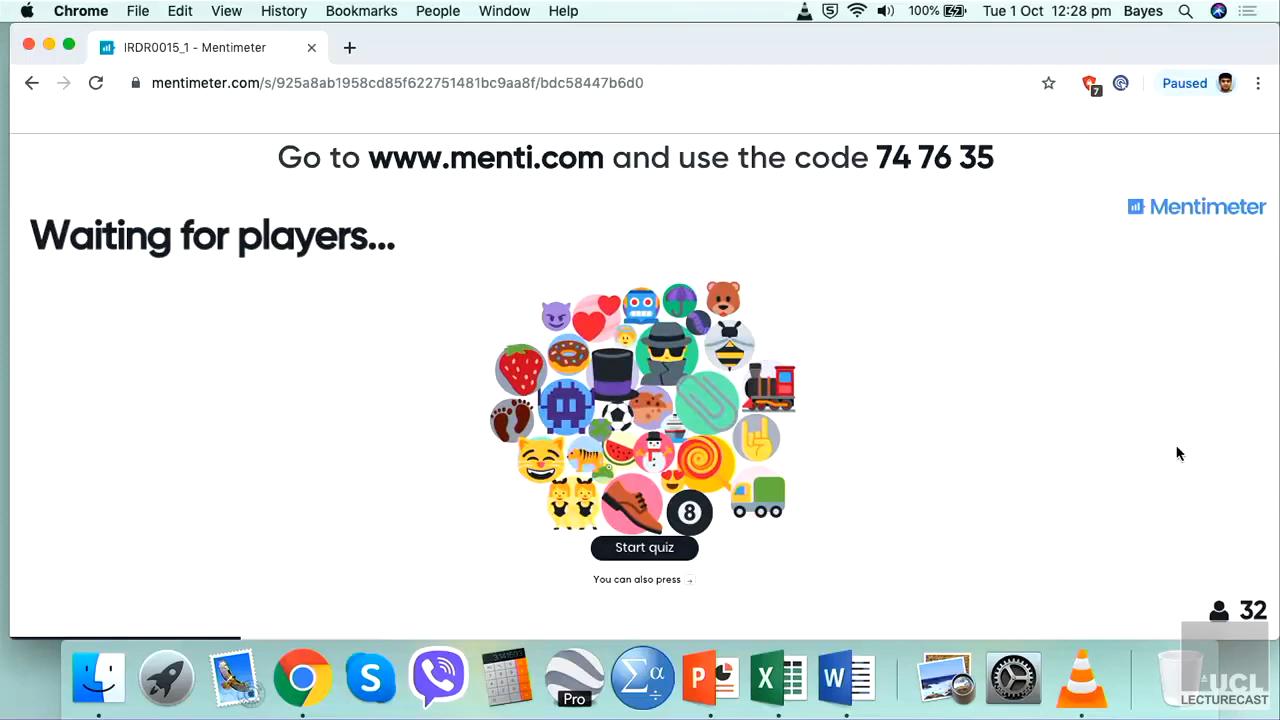 Chrome File Edit View History Bookmarks People Window Help 100% Tue 1 Oct 12:28 pm Bayes
IRDR0015_1 - Mentimeter
mentimeter.com/s/925a8ab1958cd85f622751481bc9aa8f/bdc58447b6d0
7
Paused
Go to www.menti.com and use the code 74 76 35
Mentimeter
Waiting for players...
8
Start quiz
You can also press →
32
Pro
Σα
P
X
W
UCL
LECTURECAST